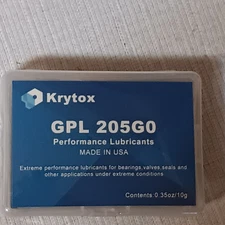 Krytox
GPL 205G0
Performance Lubricants
MADE IN USA
Extreme performance lubricants for bearings,valves,seals and
other applications under extreme conditions
Contents 0.35oz/10g